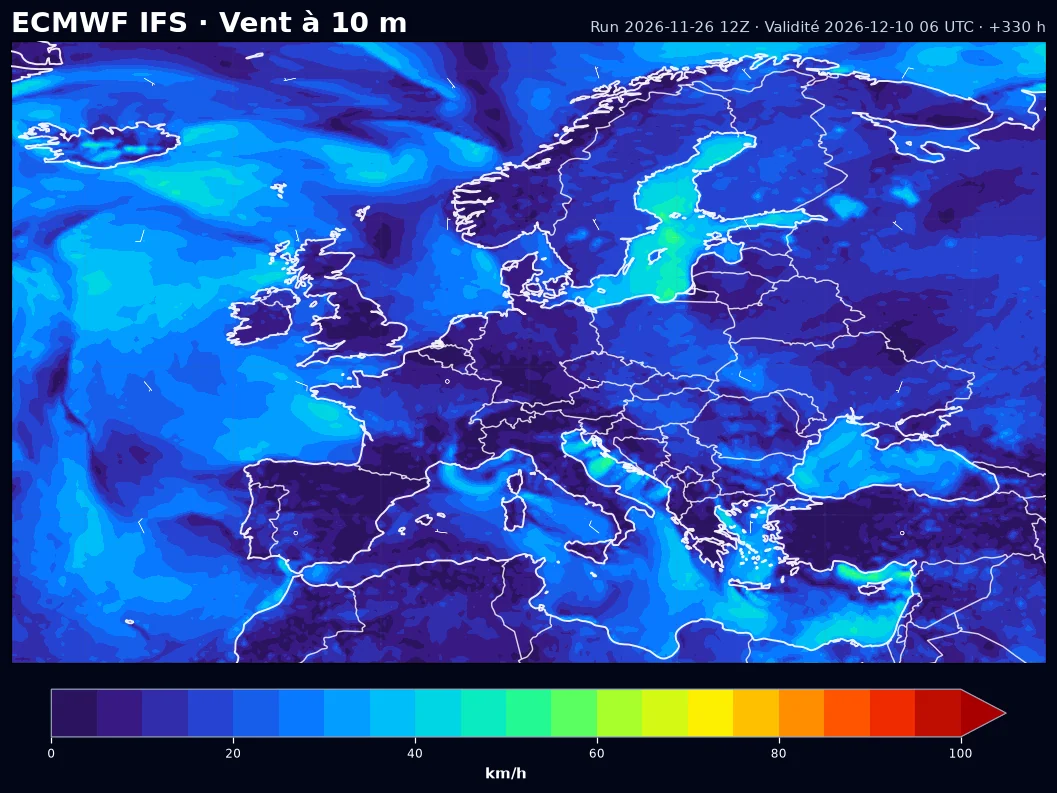 ECMWF IFS · Vent à 10 m
Run 2026-11-26 12Z · Validité 2026-12-10 06 UTC · +330 h
0 20 40 60 80 100
km/h